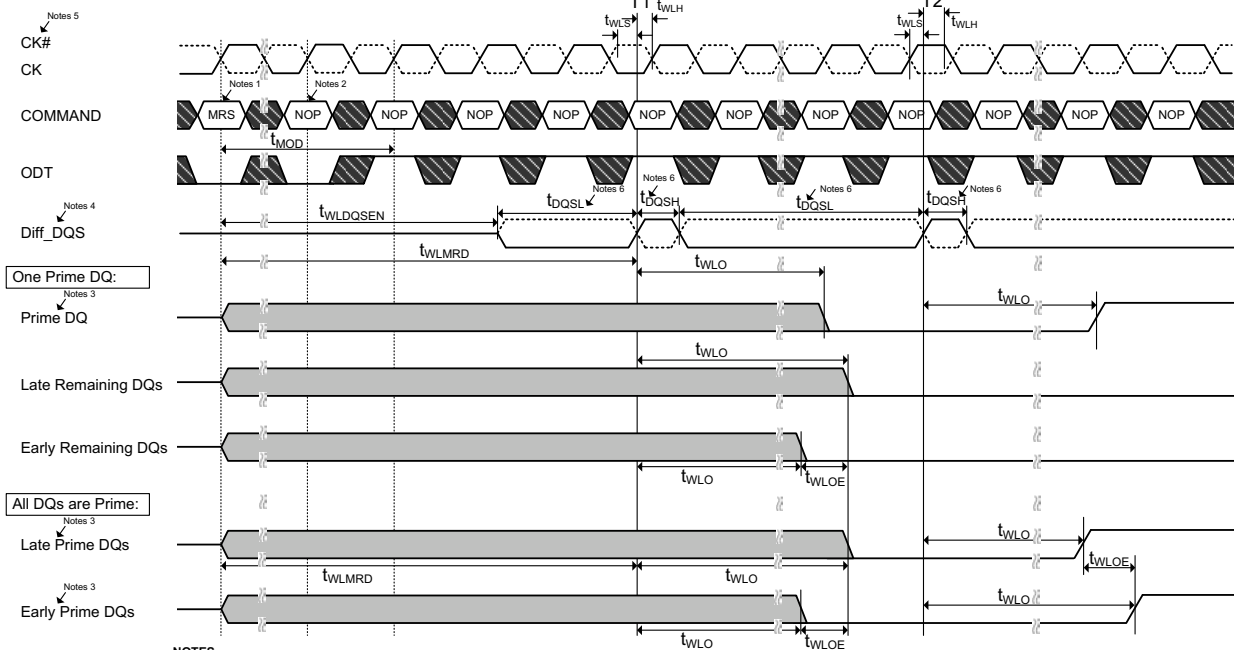 T1 T2
Notes 5 tWLS tWLH tWLS tWLH
CK#
CK
Notes 1 Notes 2
COMMAND MRS NOP NOP NOP NOP NOP NOP NOP NOP NOP NOP NOP
tMOD
ODT
Notes 4 tWLDQSEN tDQSL Notes 6 tDQSH Notes 6 tDQSL Notes 6 tDQSH Notes 6
Diff_DQS
tWLMRD tWLO
One Prime DQ:
Notes 3 tWLO
Prime DQ
tWLO
Late Remaining DQs
Early Remaining DQs
tWLO tWLOE
All DQs are Prime:
Notes 3 tWLO
Late Prime DQs
tWLMRD tWLO tWLOE
Notes 3 tWLO
Early Prime DQs
tWLO tWLOE
NOTES